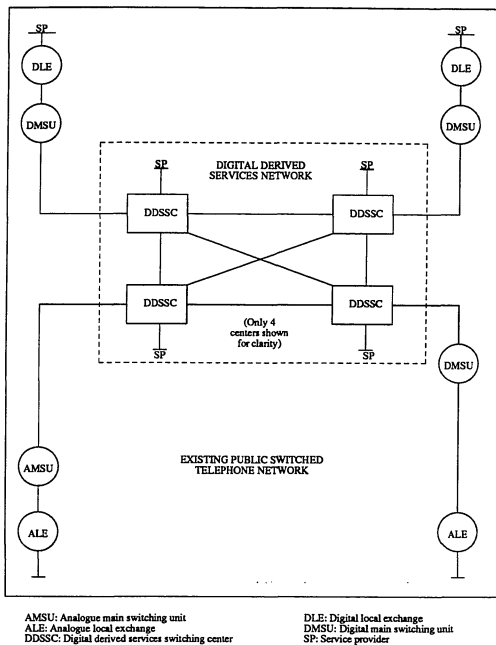 SP
SP
DLE
DLE
DMSU
DMSU
SP
DIGITAL DERIVED
SERVICES NETWORK
SP
DDSSC
DDSSC
DDSSC
DDSSC
(Only 4
centers shown
for clarity)
SP
SP
DMSU
EXISTING PUBLIC SWITCHED
TELEPHONE NETWORK
AMSU
ALE
ALE
AMSU: Analogue main switching unit
ALE: Analogue local exchange
DDSSC: Digital derived services switching center
DLE: Digital local exchange
DMSU: Digital main switching unit
SP: Service provider